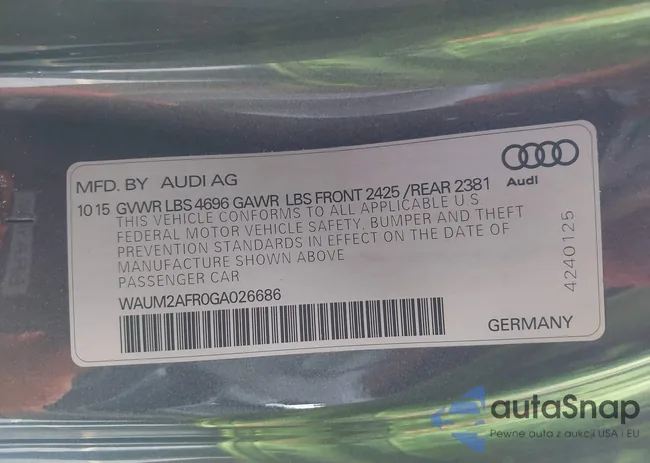 MFD. BY AUDI AG
10 15 GVWR LBS 4696 GAWR LBS FRONT 2425 /REAR 2381
THIS VEHICLE CONFORMS TO ALL APPLICABLE U.S
FEDERAL MOTOR VEHICLE SAFETY, BUMPER AND THEFT
PREVENTION STANDARDS IN EFFECT ON THE DATE OF
MANUFACTURE SHOWN ABOVE
PASSENGER CAR
WAUM2AFR0GA026686
Audi
4240125
GERMANY
autaSnap
Pewne auta z aukcji USA i EU